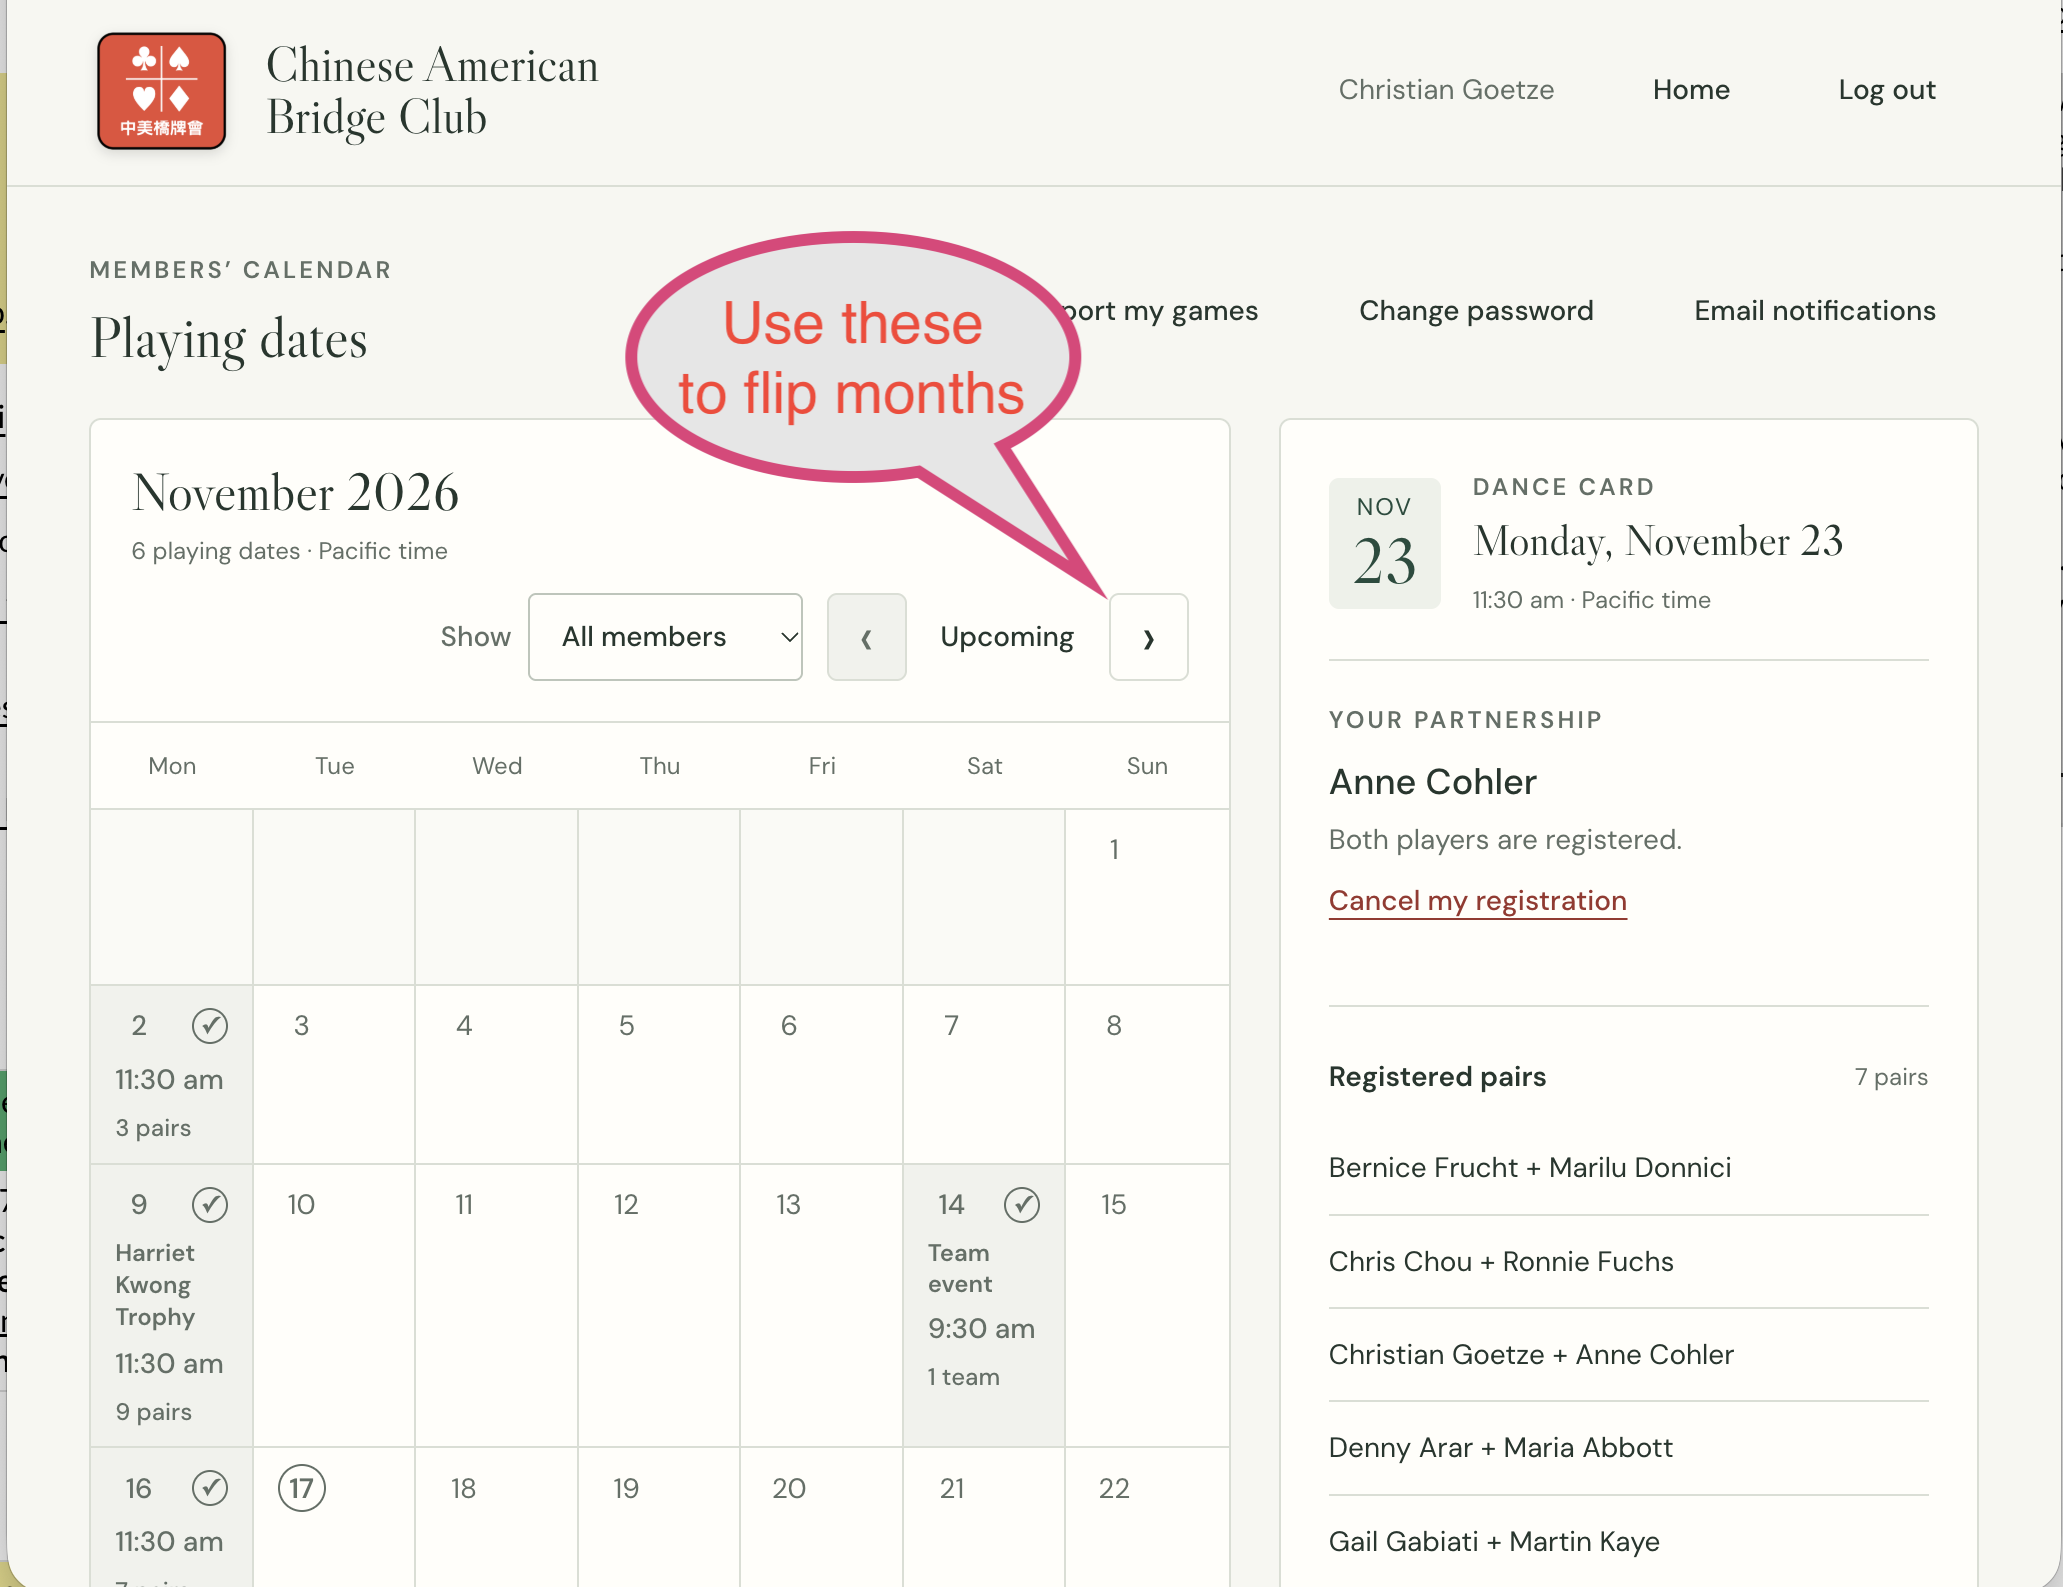 中美橋牌會
Chinese American
Bridge Club
Christian Goetze
Home
Log out
MEMBERS’ CALENDAR
Playing dates
Use these
to flip months
port my games
Change password
Email notifications
November 2026
6 playing dates · Pacific time
Show
All members
‹
Upcoming
›
Mon Tue Wed Thu Fri Sat Sun
1
2 3 4 5 6 7 8
11:30 am
3 pairs
9 10 11 12 13 14 15
Harriet
Kwong
Trophy
11:30 am
9 pairs
Team
event
9:30 am
1 team
16 17 18 19 20 21 22
11:30 am
NOV
23
DANCE CARD
Monday, November 23
11:30 am · Pacific time
YOUR PARTNERSHIP
Anne Cohler
Both players are registered.
Cancel my registration
Registered pairs
7 pairs
Bernice Frucht + Marilu Donnici
Chris Chou + Ronnie Fuchs
Christian Goetze + Anne Cohler
Denny Arar + Maria Abbott
Gail Gabiati + Martin Kaye